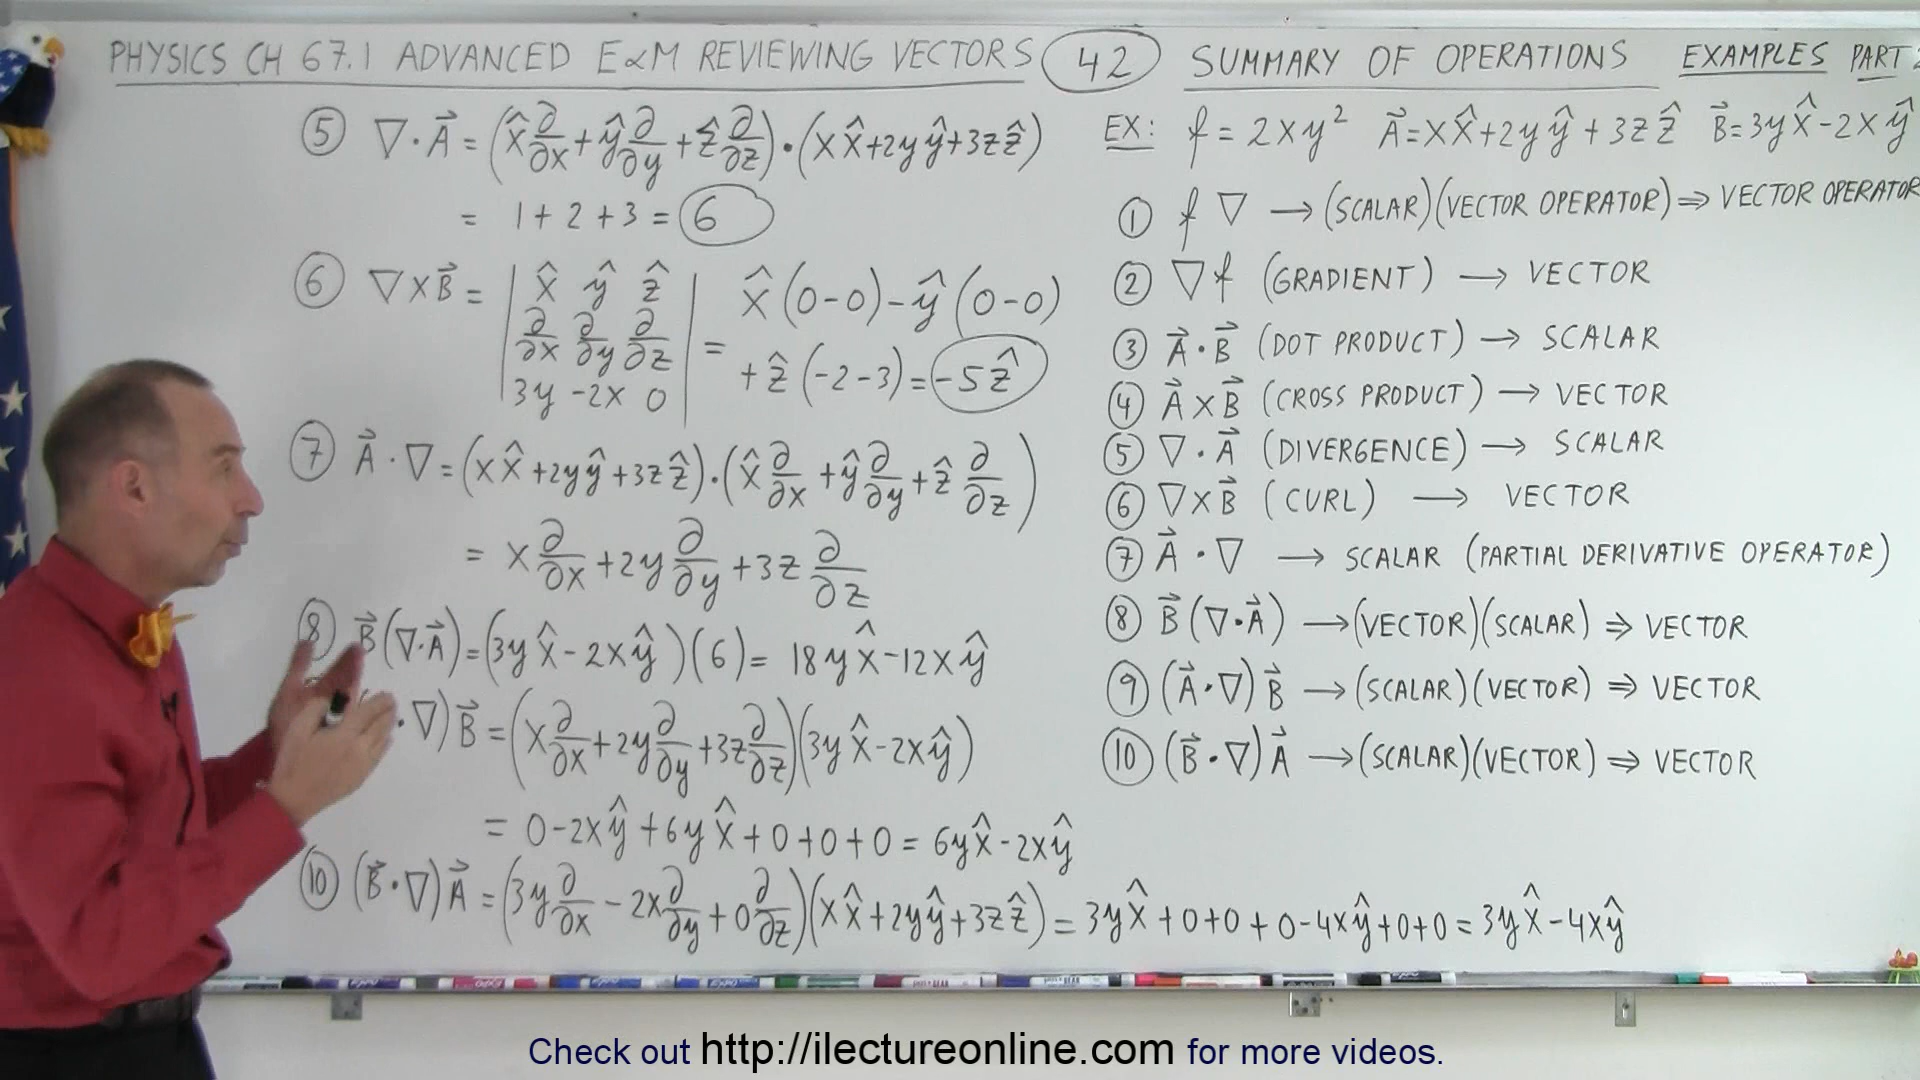 PHYSICS CH 67.1 ADVANCED E&M REVIEWING VECTORS 42 SUMMARY OF OPERATIONS EXAMPLES PART
⑤ ∇·A⃗ = (x̂ ∂/∂x + ŷ ∂/∂y + ẑ ∂/∂z)·(x x̂ + 2y ŷ + 3z ẑ)
= 1+2+3 = 6
⑥ ∇×B⃗ = | x̂ ŷ ẑ |
| ∂/∂x ∂/∂y ∂/∂z |
| 3y -2x 0 |
= x̂(0-0) - ŷ(0-0)
+ ẑ(-2-3) = -5ẑ
⑦ A⃗·∇ = (x x̂ + 2y ŷ + 3z ẑ)·(x̂ ∂/∂x + ŷ ∂/∂y + ẑ ∂/∂z)
= x ∂/∂x + 2y ∂/∂y + 3z ∂/∂z
⑧ B⃗(∇·A⃗) = (3y x̂ - 2x ŷ)(6) = 18y x̂ - 12x ŷ
·∇)B⃗ = (x ∂/∂x + 2y ∂/∂y + 3z ∂/∂z)(3y x̂ - 2x ŷ)
= 0 - 2x ŷ + 6y x̂ + 0 + 0 + 0 = 6y x̂ - 2x ŷ
⑩ (B⃗·∇)A⃗ = (3y ∂/∂x - 2x ∂/∂y + 0 ∂/∂z)(x x̂ + 2y ŷ + 3z ẑ) = 3y x̂ + 0 + 0 + 0 - 4x ŷ + 0 + 0 = 3y x̂ - 4x ŷ
EX: f = 2xy² A⃗ = x x̂ + 2y ŷ + 3z ẑ B⃗ = 3y x̂ - 2x ŷ
① f ∇ → (SCALAR)(VECTOR OPERATOR) ⇒ VECTOR OPERATOR
② ∇f (GRADIENT) → VECTOR
③ A⃗·B⃗ (DOT PRODUCT) → SCALAR
④ A⃗×B⃗ (CROSS PRODUCT) → VECTOR
⑤ ∇·A⃗ (DIVERGENCE) → SCALAR
⑥ ∇×B⃗ (CURL) → VECTOR
⑦ A⃗·∇ → SCALAR (PARTIAL DERIVATIVE OPERATOR)
⑧ B⃗(∇·A⃗) → (VECTOR)(SCALAR) ⇒ VECTOR
⑨ (A⃗·∇)B⃗ → (SCALAR)(VECTOR) ⇒ VECTOR
⑩ (B⃗·∇)A⃗ → (SCALAR)(VECTOR) ⇒ VECTOR
Check out http://ilectureonline.com for more videos.